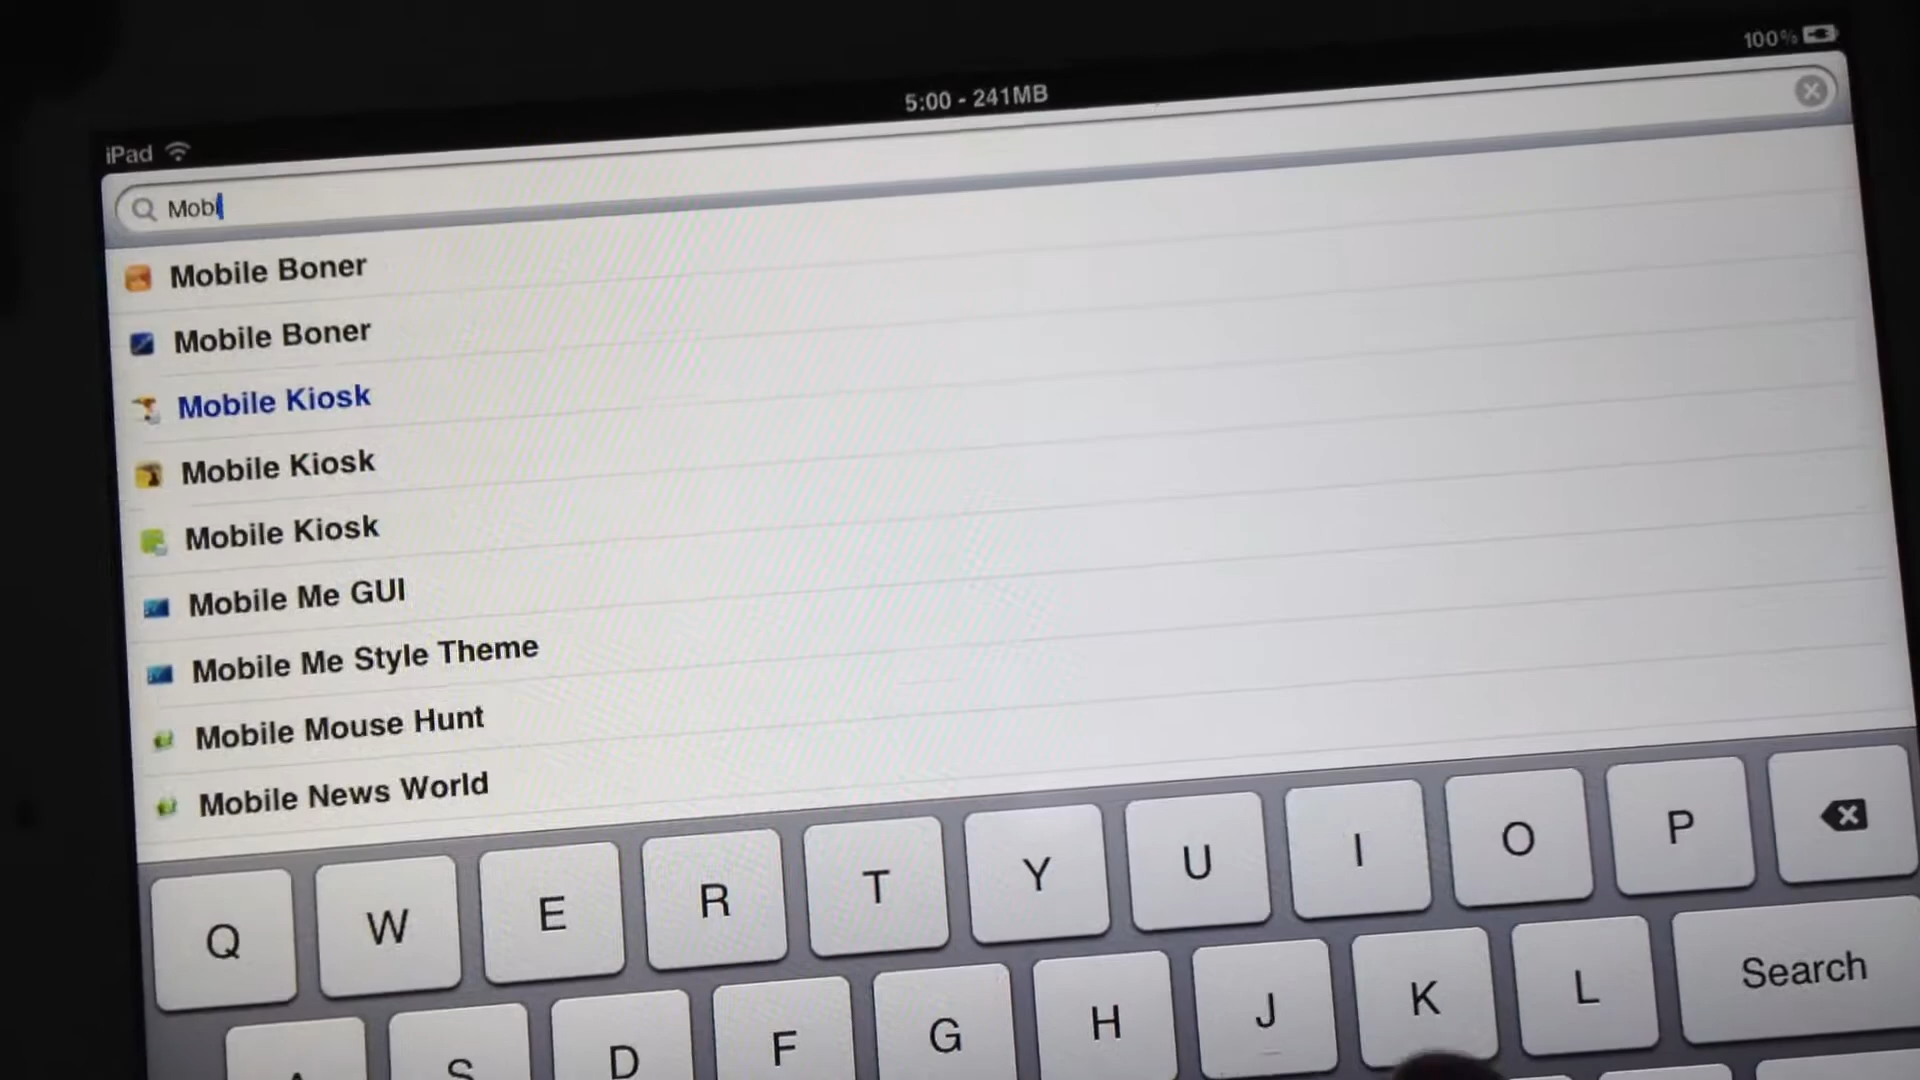 100%
5:00 - 241MB
iPad
Mobi
Mobile Boner
Mobile Boner
Mobile Kiosk
Mobile Kiosk
Mobile Kiosk
Mobile Me GUI
Mobile Me Style Theme
Mobile Mouse Hunt
Mobile News World
Q W E R T Y U I O P
A S D F G H J K L Search